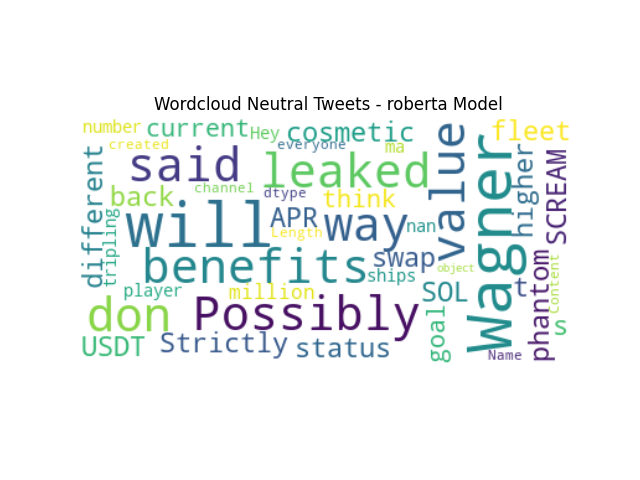 Wordcloud Neutral Tweets - roberta Model
number
current
Hey
cosmetic
value
fleet
created
everyone
ma
Wagner
different
said
leaked
higher
SCREAM
channel
dtype
back
think
tripling
will
APR
way
nan
Length
benefits
swap
ships
object
phantom
Content
player
million
SOL
t
don
Possibly
goal
s
USDT
Strictly
status
Name